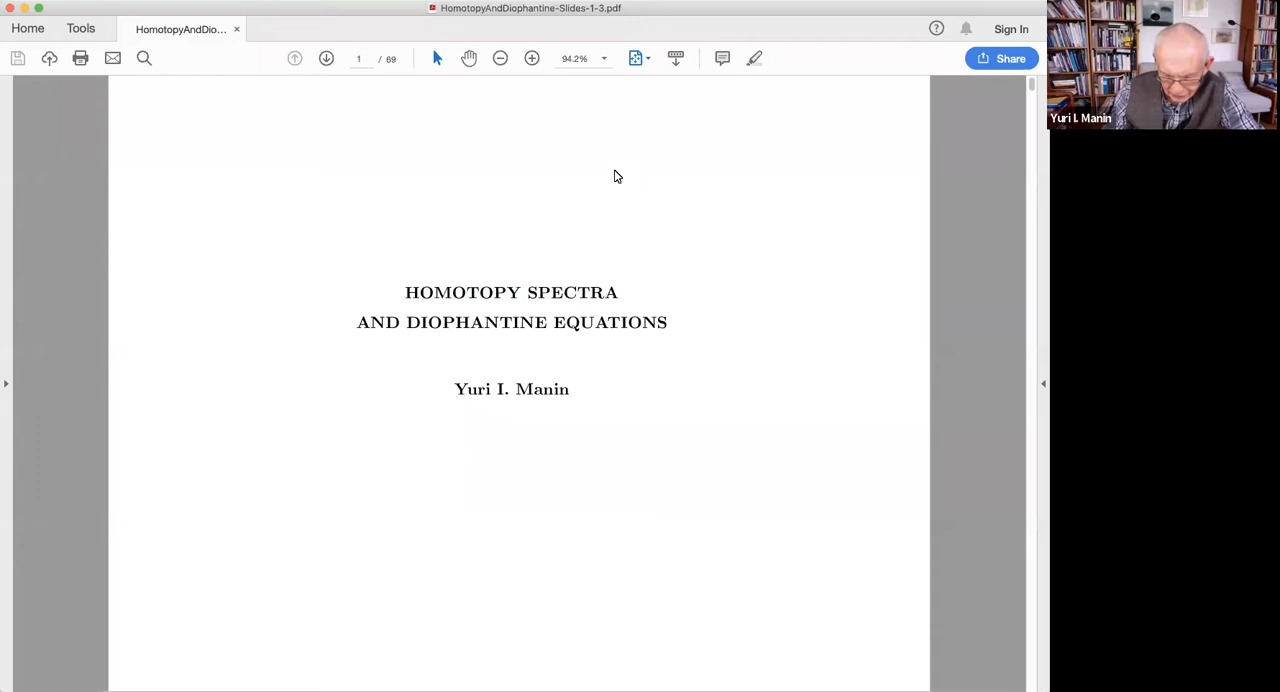 HomotopyAndDiophantine-Slides-1-3.pdf
Home Tools HomotopyAndDio... × Sign In
1 / 69 94.2% Share
Yuri I. Manin
HOMOTOPY SPECTRA
AND DIOPHANTINE EQUATIONS
Yuri I. Manin